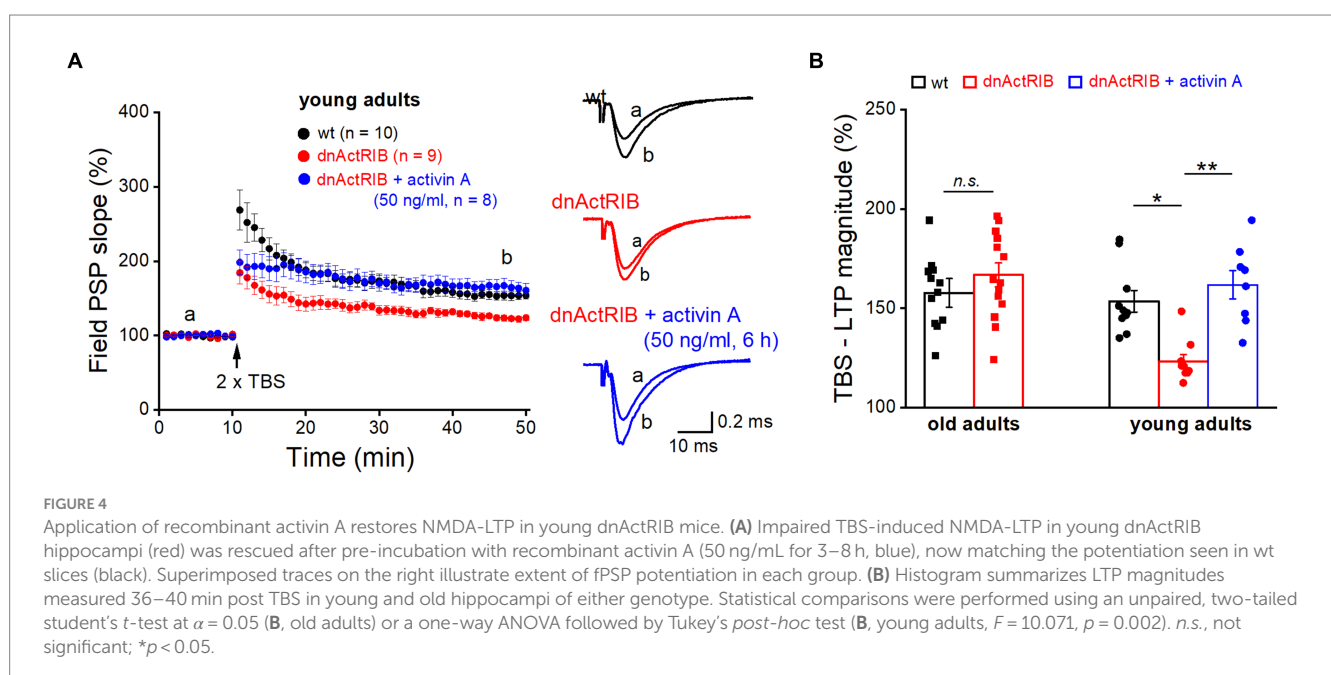 A
young adults
wt (n = 10)
dnActRIB (n = 9)
dnActRIB + activin A
(50 ng/ml, n = 8)
400
300
200
100
0
Field PSP slope (%)
a
b
2 x TBS
0 10 20 30 40 50
Time (min)
wt
a
b
dnActRIB
a
b
dnActRIB + activin A
(50 ng/ml, 6 h)
a
b
0.2 ms
10 ms
B
wt dnActRIB dnActRIB + activin A
250
200
150
100
TBS - LTP magnitude (%)
n.s.
*
**
old adults young adults
FIGURE 4
Application of recombinant activin A restores NMDA-LTP in young dnActRIB mice. (A) Impaired TBS-induced NMDA-LTP in young dnActRIB
hippocampi (red) was rescued after pre-incubation with recombinant activin A (50 ng/mL for 3–8 h, blue), now matching the potentiation seen in wt
slices (black). Superimposed traces on the right illustrate extent of fPSP potentiation in each group. (B) Histogram summarizes LTP magnitudes
measured 36–40 min post TBS in young and old hippocampi of either genotype. Statistical comparisons were performed using an unpaired, two-tailed
student's t-test at α = 0.05 (B, old adults) or a one-way ANOVA followed by Tukey's post-hoc test (B, young adults, F = 10.071, p = 0.002). n.s., not
significant; *p < 0.05.